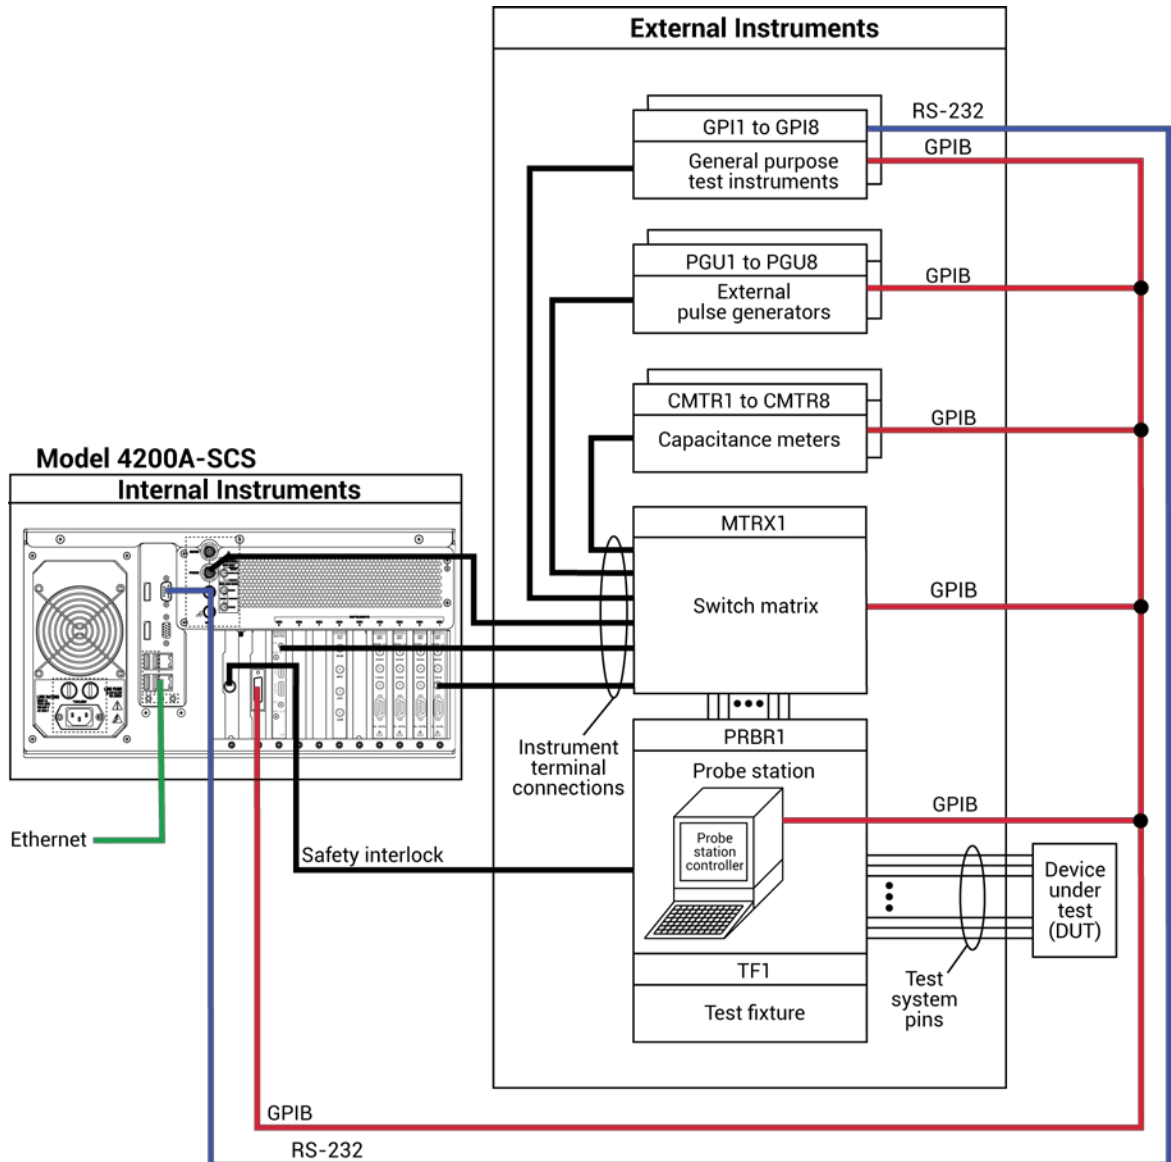 External Instruments
RS-232
GPI1 to GPI8
GPIB
General purpose
test instruments
PGU1 to PGU8
GPIB
External
pulse generators
CMTR1 to CMTR8
GPIB
Capacitance meters
Model 4200A-SCS
Internal Instruments
MTRX1
Switch matrix
GPIB
Instrument
terminal
connections
PRBR1
Probe station
GPIB
Probe
station
controller
Ethernet
Safety interlock
Device
under
test
(DUT)
TF1
Test fixture
Test
system
pins
GPIB
RS-232